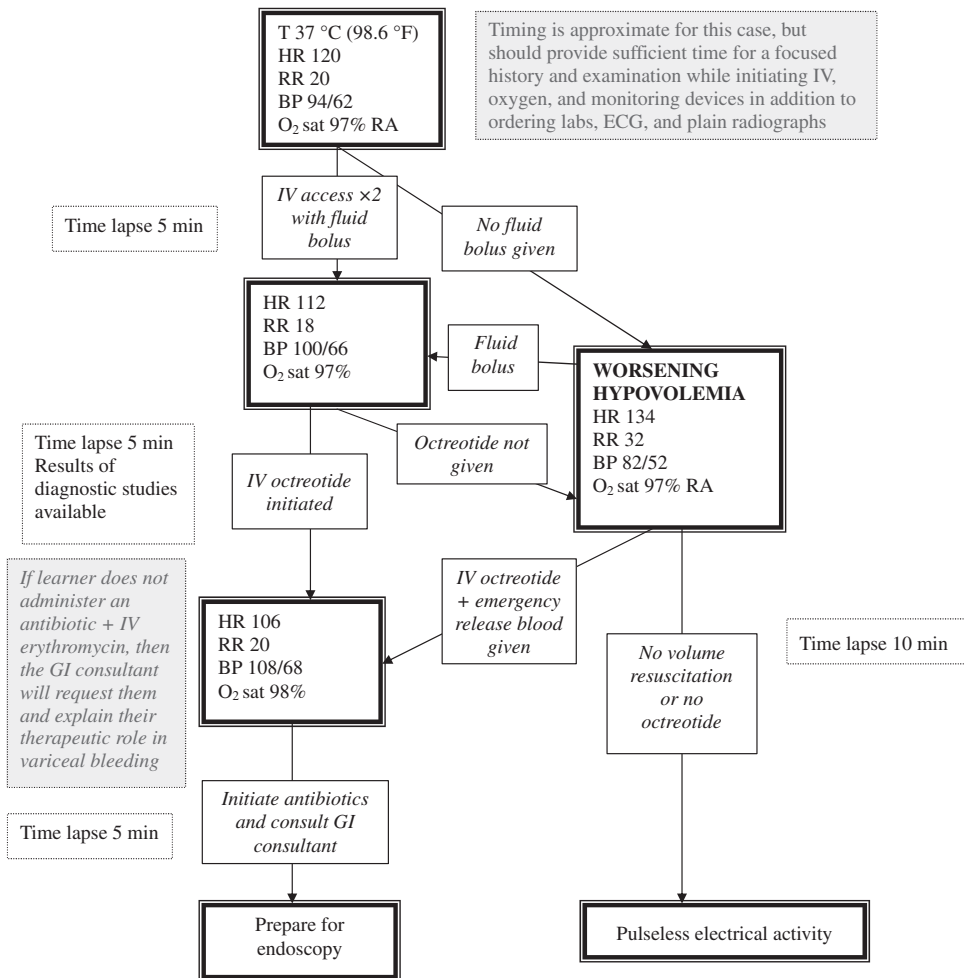 T 37 °C (98.6 °F)
HR 120
RR 20
BP 94/62
O₂ sat 97% RA
Timing is approximate for this case, but
should provide sufficient time for a focused
history and examination while initiating IV,
oxygen, and monitoring devices in addition to
ordering labs, ECG, and plain radiographs
Time lapse 5 min
IV access ×2
with fluid
bolus
No fluid
bolus given
HR 112
RR 18
BP 100/66
O₂ sat 97%
Fluid
bolus
WORSENING
HYPOVOLEMIA
HR 134
RR 32
BP 82/52
O₂ sat 97% RA
Time lapse 5 min
Results of
diagnostic studies
available
IV octreotide
initiated
Octreotide not
given
If learner does not
administer an
antibiotic + IV
erythromycin, then
the GI consultant
will request them
and explain their
therapeutic role in
variceal bleeding
HR 106
RR 20
BP 108/68
O₂ sat 98%
IV octreotide
+ emergency
release blood
given
No volume
resuscitation
or no
octreotide
Time lapse 10 min
Time lapse 5 min
Initiate antibiotics
and consult GI
consultant
Prepare for
endoscopy
Pulseless electrical activity